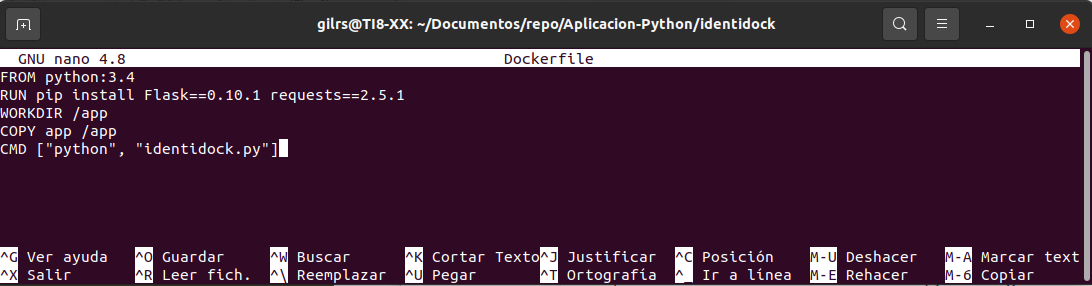 gilrs@TI8-XX: ~/Documentos/repo/Aplicacion-Python/identidock
GNU nano 4.8 Dockerfile
FROM python:3.4
RUN pip install Flask==0.10.1 requests==2.5.1
WORKDIR /app
COPY app /app
CMD ["python", "identidock.py"]
^G Ver ayuda ^O Guardar ^W Buscar ^K Cortar Texto ^J Justificar ^C Posición M-U Deshacer M-A Marcar text
^X Salir ^R Leer fich. ^\ Reemplazar ^U Pegar ^T Ortografía ^_ Ir a línea M-E Rehacer M-6 Copiar